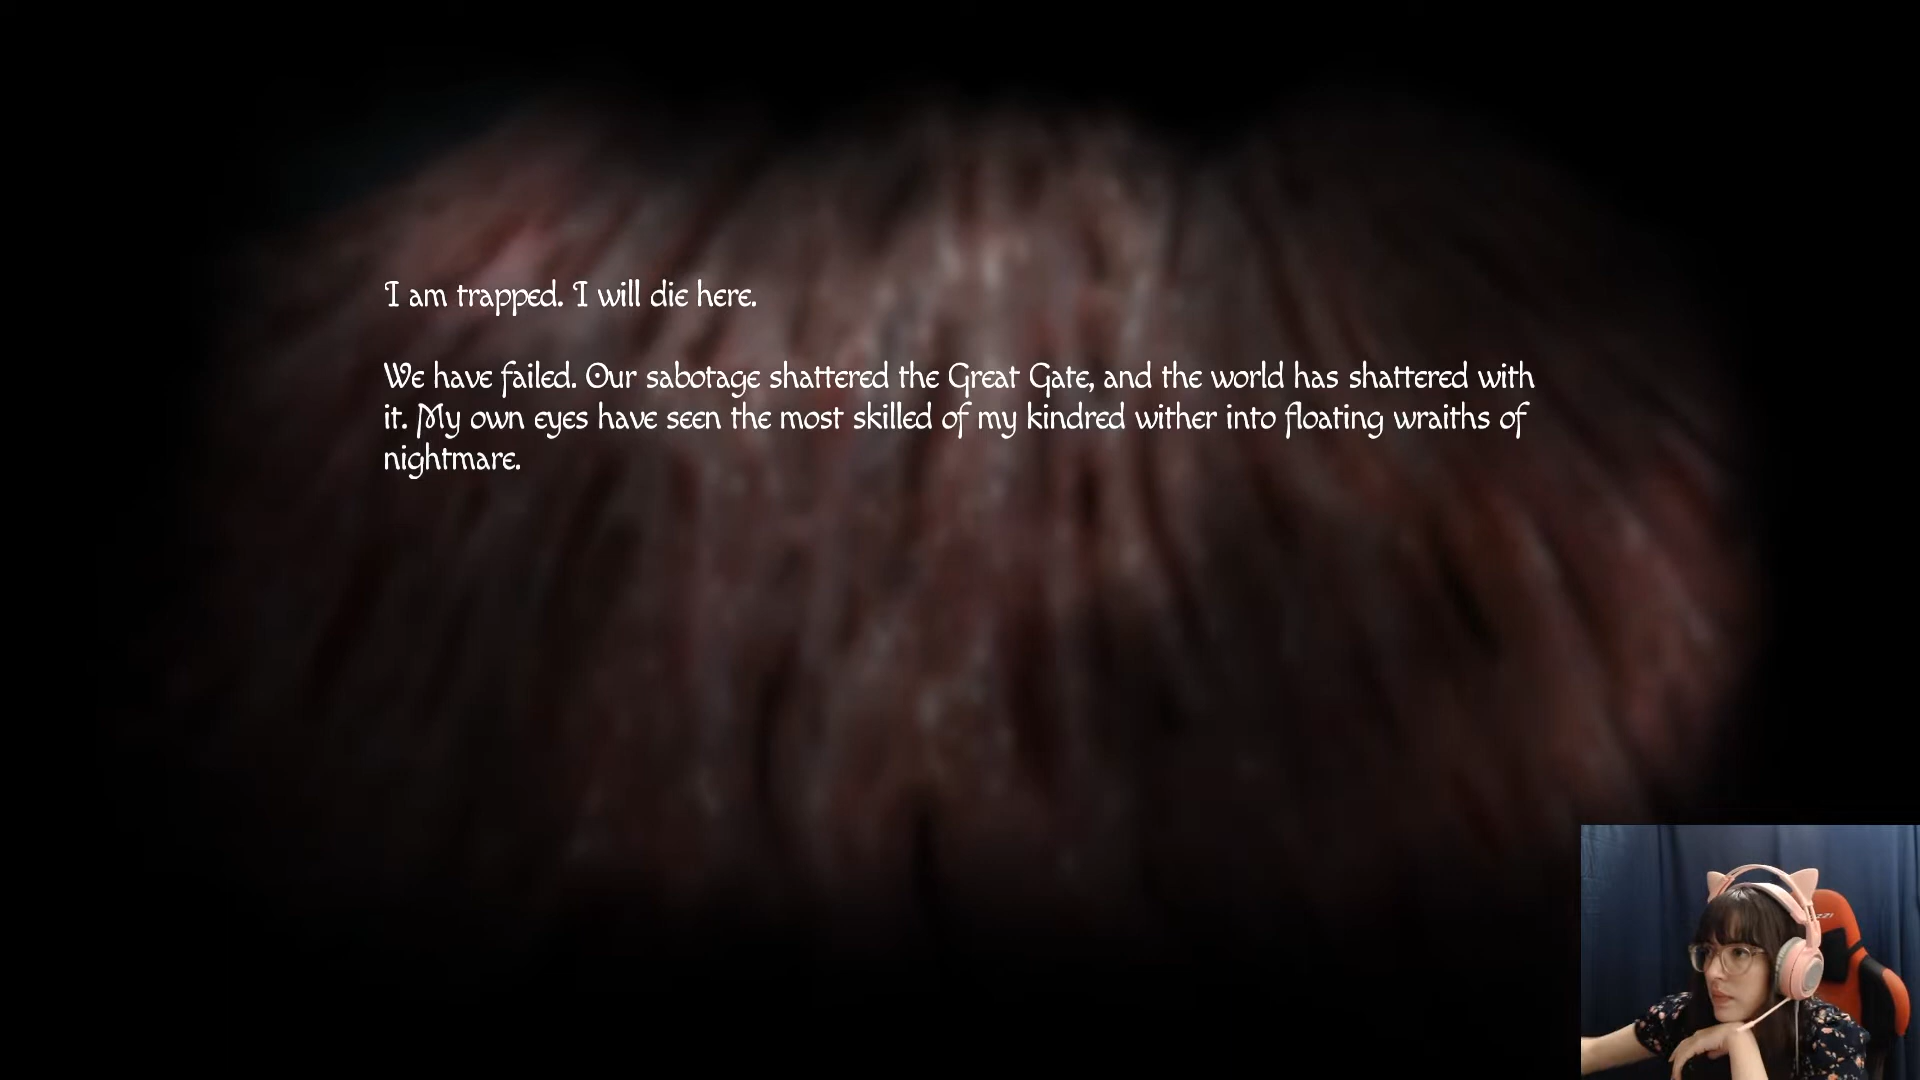 I am trapped. I will die here.
We have failed. Our sabotage shattered the Great Gate, and the world has shattered with
it. My own eyes have seen the most skilled of my kindred wither into floating wraiths of
nightmare.